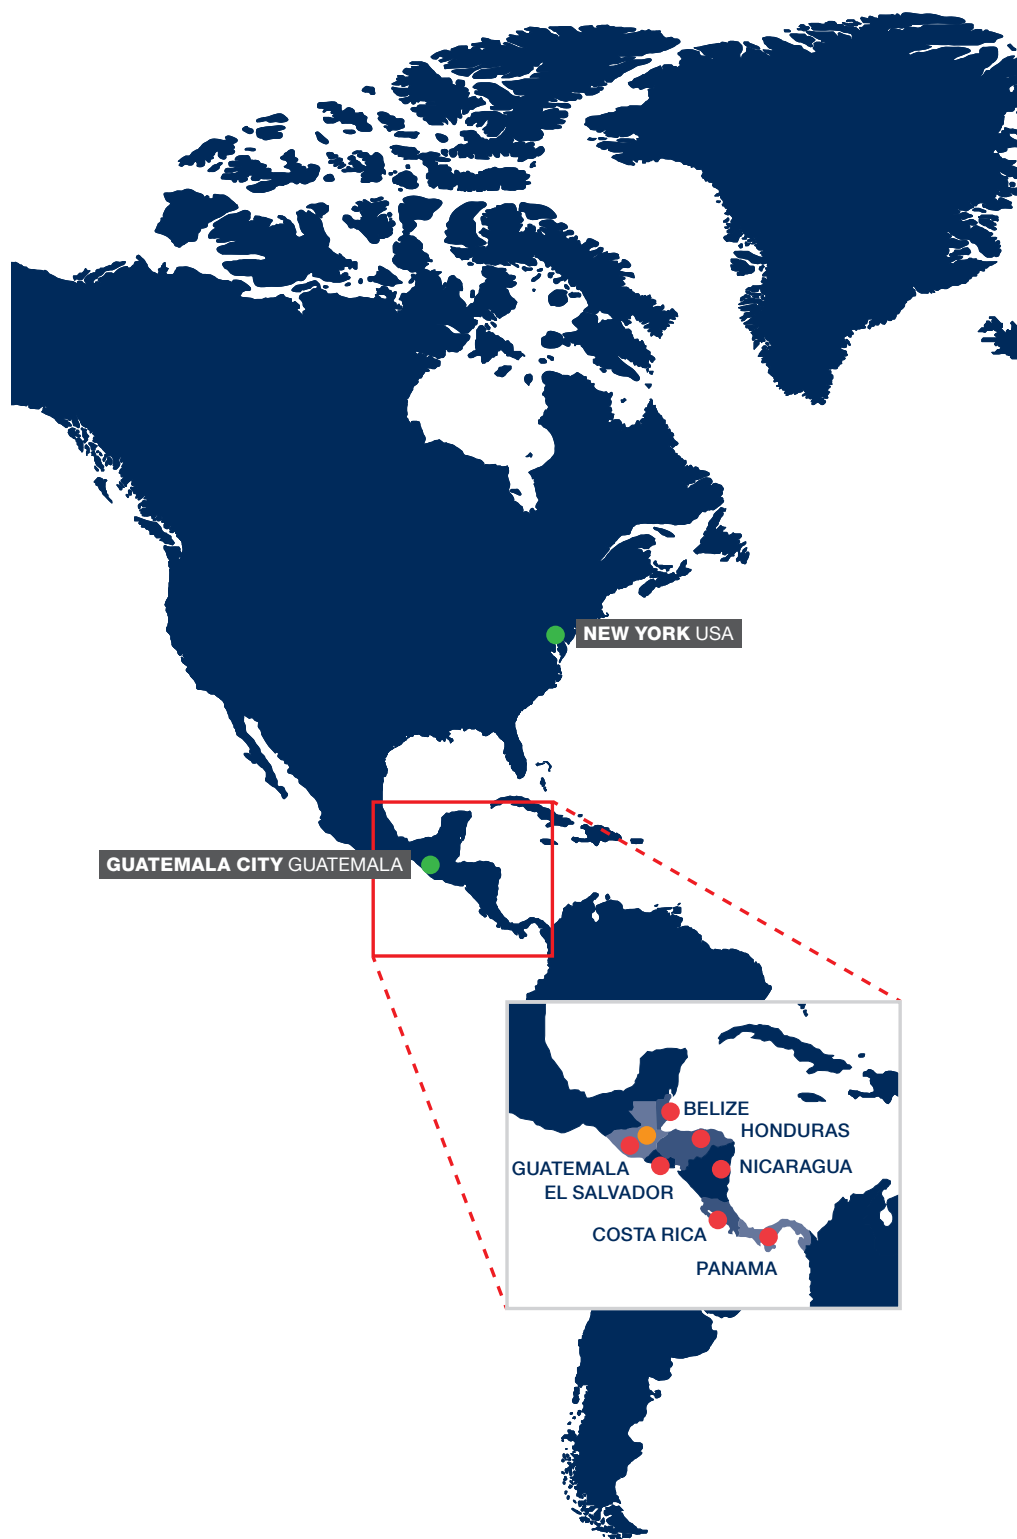 NEW YORK USA
GUATEMALA CITY GUATEMALA
BELIZE
HONDURAS
GUATEMALA
NICARAGUA
EL SALVADOR
COSTA RICA
PANAMA